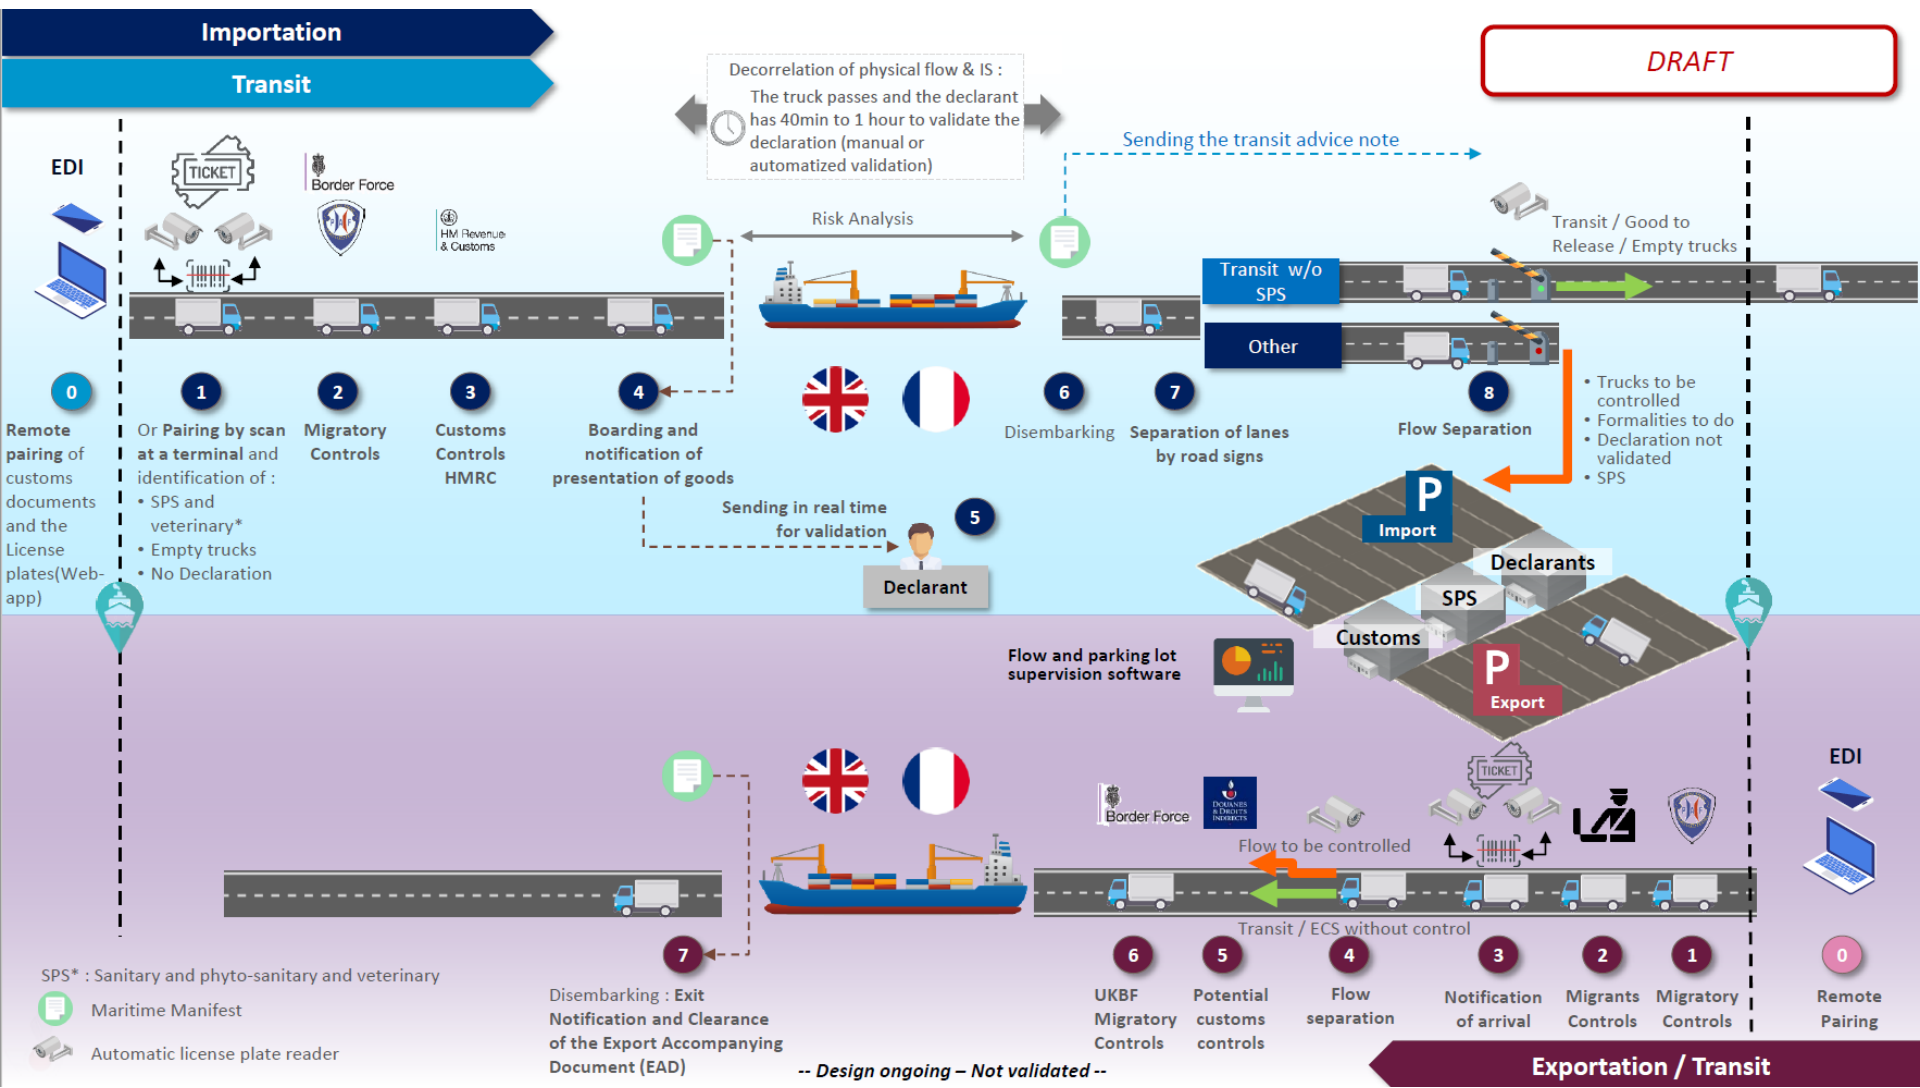 Importation
Transit
DRAFT
Decorrelation of physical flow & IS :
The truck passes and the declarant
has 40min to 1 hour to validate the
declaration (manual or
automatized validation)
Sending the transit advice note
EDI
TICKET
Border Force
HM Revenue
& Customs
Risk Analysis
Transit / Good to
Release / Empty trucks
Transit w/o
SPS
Other
0
Remote
pairing of
customs
documents
and the
License
plates(Web-
app)
1
Or Pairing by scan
at a terminal and
identification of :
• SPS and
veterinary*
• Empty trucks
• No Declaration
2
Migratory
Controls
3
Customs
Controls
HMRC
4
Boarding and
notification of
presentation of goods
Sending in real time
for validation
5
Declarant
6
Disembarking
7
Separation of lanes
by road signs
8
Flow Separation
• Trucks to be
controlled
• Formalities to do
• Declaration not
validated
• SPS
P
Import
Declarants
SPS
Customs
P
Export
Flow and parking lot
supervision software
EDI
TICKET
Border Force
DOUANES
& DROITS
INDIRECTS
Flow to be controlled
Transit / ECS without control
7
Disembarking : Exit
Notification and Clearance
of the Export Accompanying
Document (EAD)
6
UKBF
Migratory
Controls
5
Potential
customs
controls
4
Flow
separation
3
Notification
of arrival
2
Migrants
Controls
1
Migratory
Controls
0
Remote
Pairing
SPS* : Sanitary and phyto-sanitary and veterinary
Maritime Manifest
Automatic license plate reader
-- Design ongoing – Not validated --
Exportation / Transit